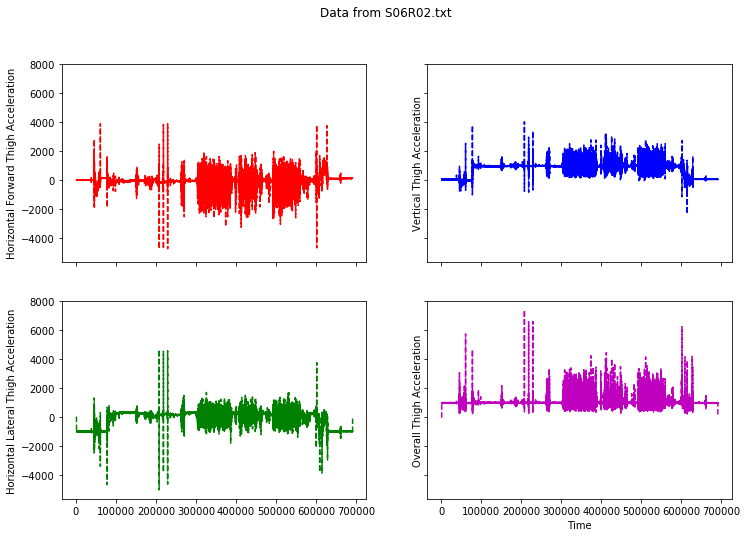 Data from S06R02.txt
Horizontal Forward Thigh Acceleration
8000
6000
4000
2000
0
−2000
−4000
Vertical Thigh Acceleration
Horizontal Lateral Thigh Acceleration
8000
6000
4000
2000
0
−2000
−4000
0 100000 200000 300000 400000 500000 600000 700000
Overall Thigh Acceleration
0 100000 200000 300000 400000 500000 600000 700000
Time